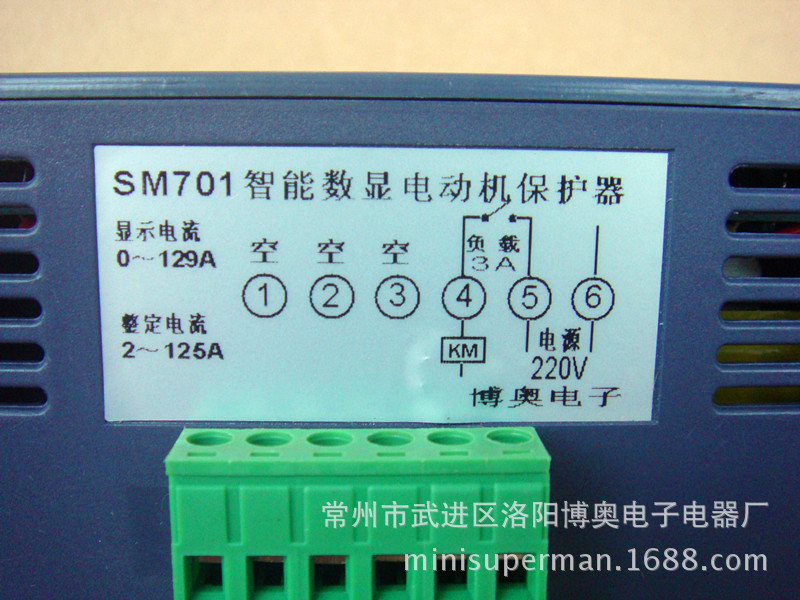 SM701智能数显电动机保护器
显示电流
0～129A
空 空 空
负载
3A
① ② ③ ④ ⑤ ⑥
整定电流
2～125A
KM
电源
220V
博奥电子
常州市武进区洛阳博奥电子电器厂
minisuperman.1688.com